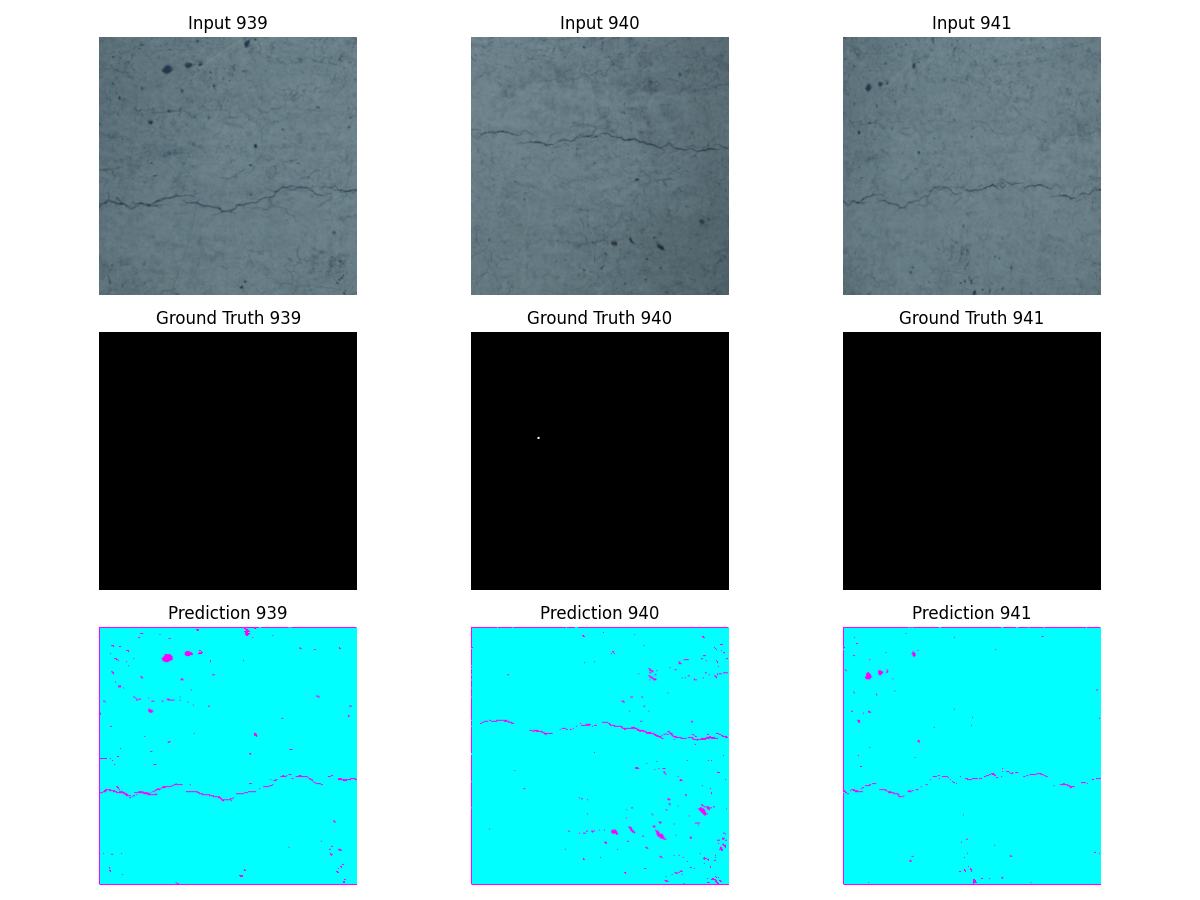 Input 939
Input 940
Input 941
Ground Truth 939
Ground Truth 940
Ground Truth 941
Prediction 939
Prediction 940
Prediction 941